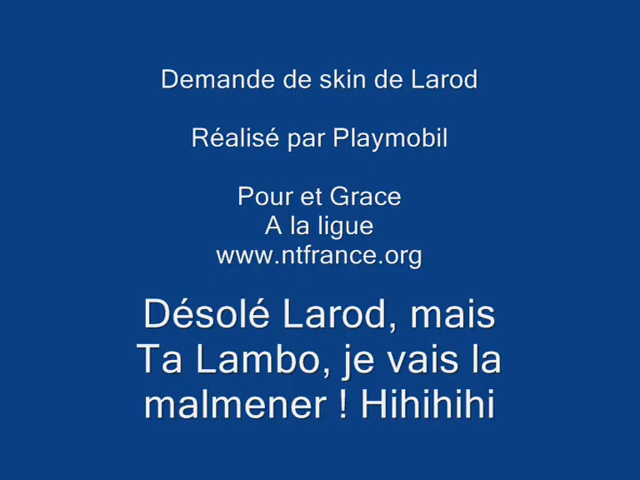 Demande de skin de Larod
Réalisé par Playmobil
Pour et Grace
A la ligue
www.ntfrance.org
Désolé Larod, mais
Ta Lambo, je vais la
malmener ! Hihihihi